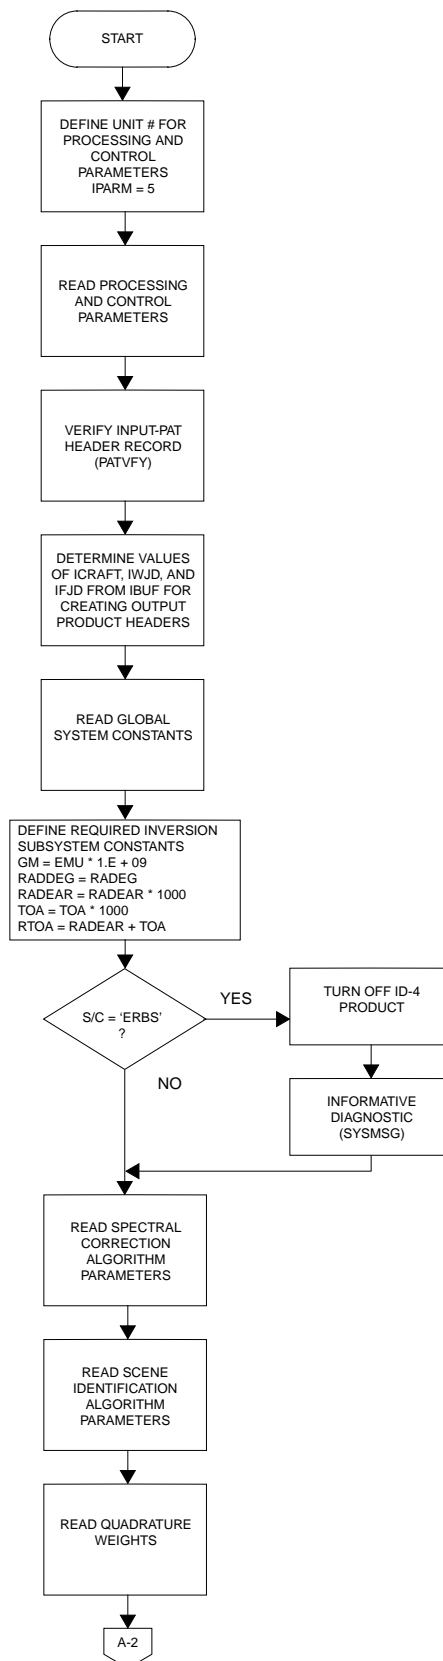 START
DEFINE UNIT # FOR
PROCESSING AND
CONTROL
PARAMETERS
IPARM = 5
READ PROCESSING
AND CONTROL
PARAMETERS
VERIFY INPUT-PAT
HEADER RECORD
(PATVFY)
DETERMINE VALUES
OF ICRAFT, IWJD, AND
IFJD FROM IBUF FOR
CREATING OUTPUT
PRODUCT HEADERS
READ GLOBAL
SYSTEM CONSTANTS
DEFINE REQUIRED INVERSION
SUBSYSTEM CONSTANTS
GM = EMU * 1.E + 09
RADDEG = RADEG
RADEAR = RADEAR * 1000
TOA = TOA * 1000
RTOA = RADEAR + TOA
S/C = ‘ERBS’
?
YES
TURN OFF ID-4
PRODUCT
NO
INFORMATIVE
DIAGNOSTIC
(SYSMSG)
READ SPECTRAL
CORRECTION
ALGORITHM
PARAMETERS
READ SCENE
IDENTIFICATION
ALGORITHM
PARAMETERS
READ QUADRATURE
WEIGHTS
A-2